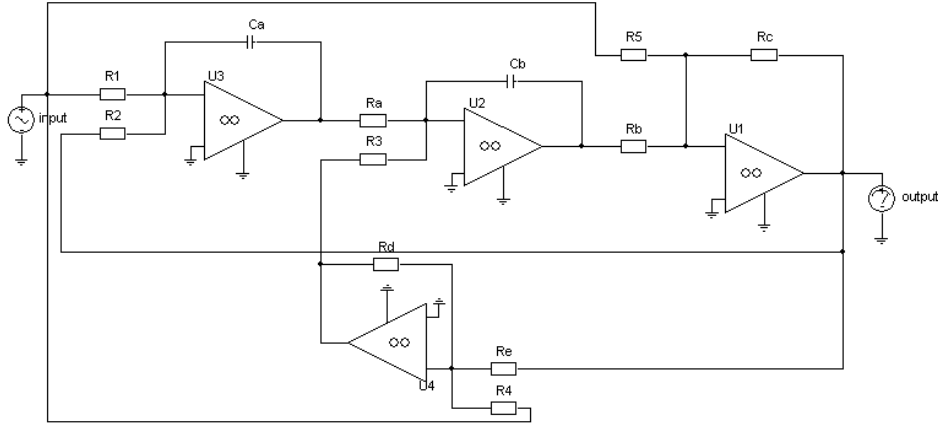 Ca
R5
Rc
Cb
R1
U3
input
R2
Ra
U2
R3
Rb
U1
output
Rd
Re
U4
R4